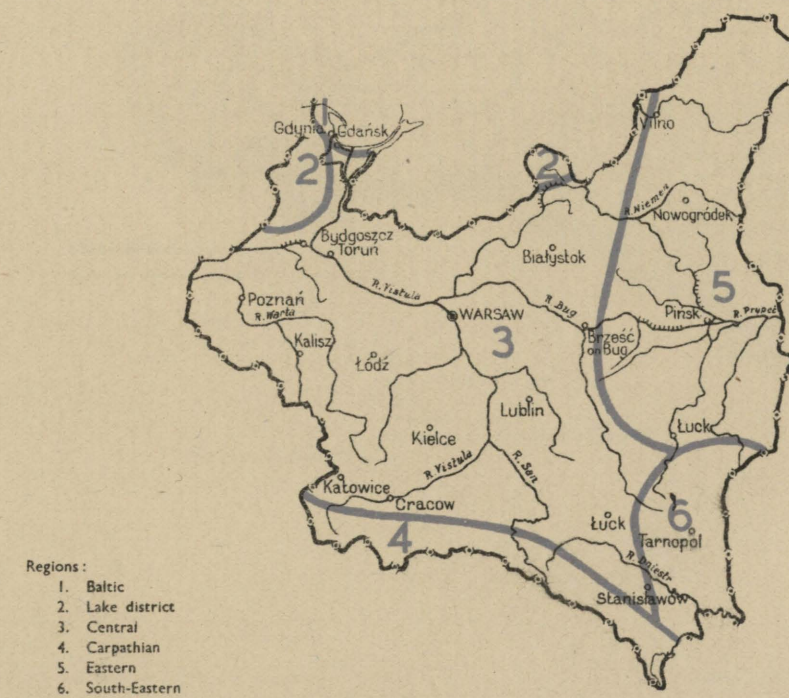 1
Gdynia
Gdańsk
Vilno
2
2
R. Niemen
Nowogródek
Bydgoszcz
Toruń
Białystok
5
R. Vistula
Poznań
R. Warta
WARSAW
R. Bug
Pińsk
R. Prypeć
Kalisz
3
Brześć
on Bug
Łódź
Lublin
Kielce
Łuck
R. Vistula
R. San
Katowice
Cracow
4
Łuck
6
Tarnopol
R. Dniestr
Stanisławów
Regions :
1. Baltic
2. Lake district
3. Central
4. Carpathian
5. Eastern
6. South-Eastern